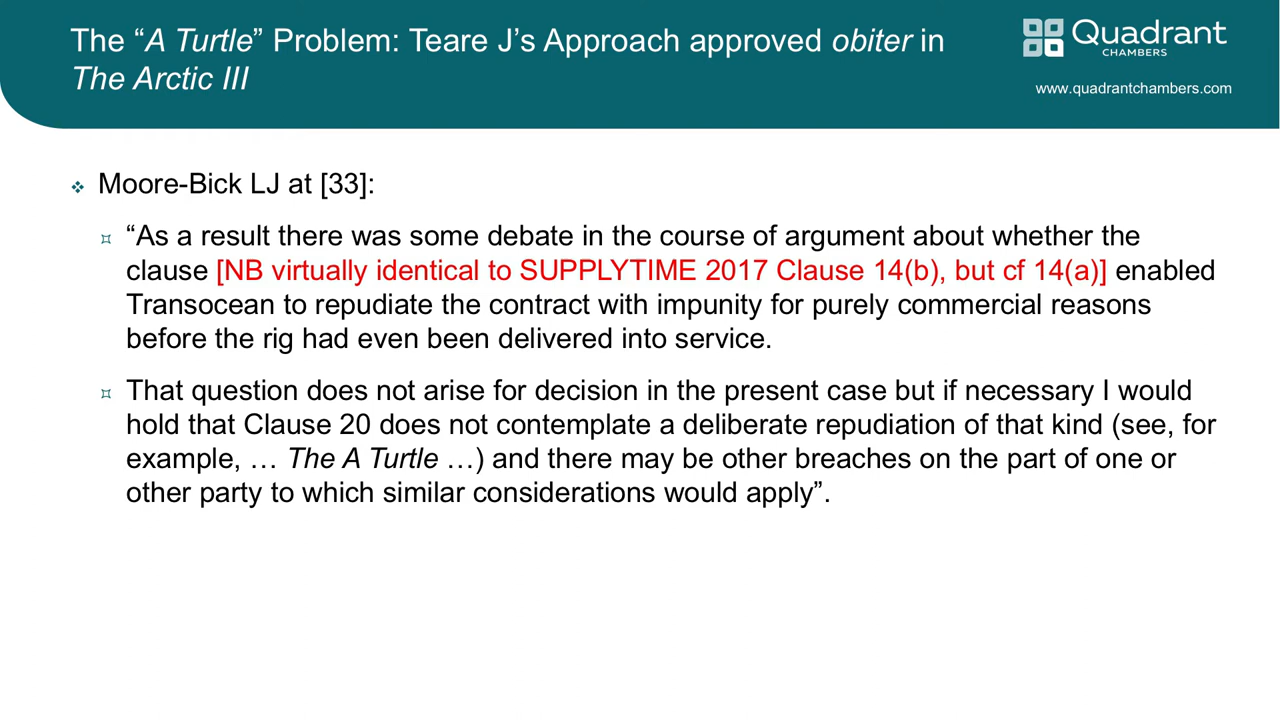 The “A Turtle” Problem: Teare J’s Approach approved obiter in
The Arctic III
Quadrant
CHAMBERS
www.quadrantchambers.com
Moore-Bick LJ at [33]:
“As a result there was some debate in the course of argument about whether the
clause [NB virtually identical to SUPPLYTIME 2017 Clause 14(b), but cf 14(a)] enabled
Transocean to repudiate the contract with impunity for purely commercial reasons
before the rig had even been delivered into service.
That question does not arise for decision in the present case but if necessary I would
hold that Clause 20 does not contemplate a deliberate repudiation of that kind (see, for
example, … The A Turtle …) and there may be other breaches on the part of one or
other party to which similar considerations would apply”.